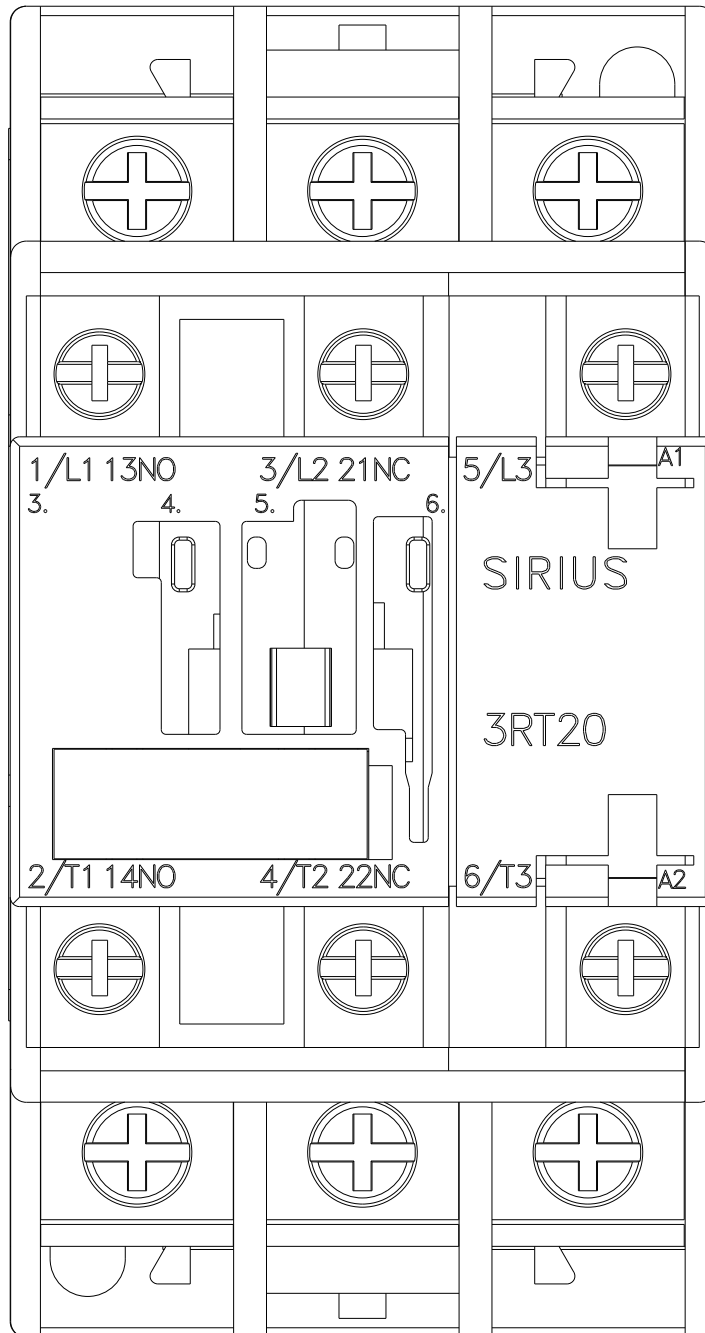 1/L1 13NO 3/L2 21NC 5/L3 A1
3. 4. 5. 6.
SIRIUS
3RT20
2/T1 14NO 4/T2 22NC 6/T3 A2